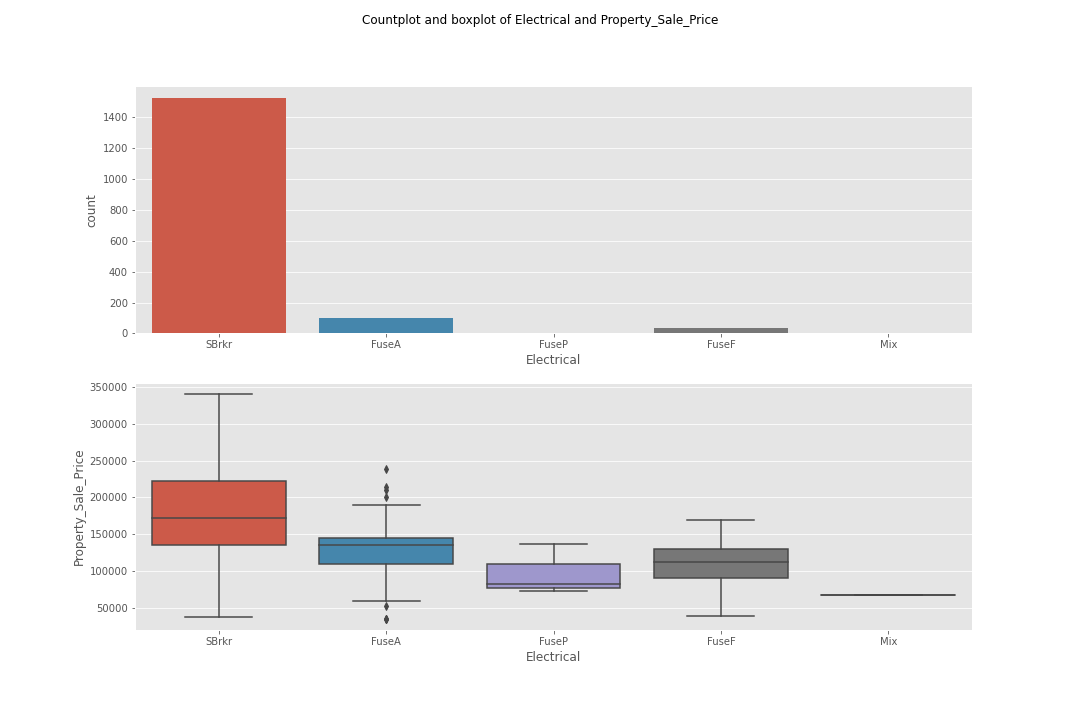 Countplot and boxplot of Electrical and Property_Sale_Price
1400
1200
1000
800
600
400
200
0
count
SBrkr FuseA FuseP FuseF Mix
Electrical
350000
300000
250000
200000
150000
100000
50000
Property_Sale_Price
SBrkr FuseA FuseP FuseF Mix
Electrical